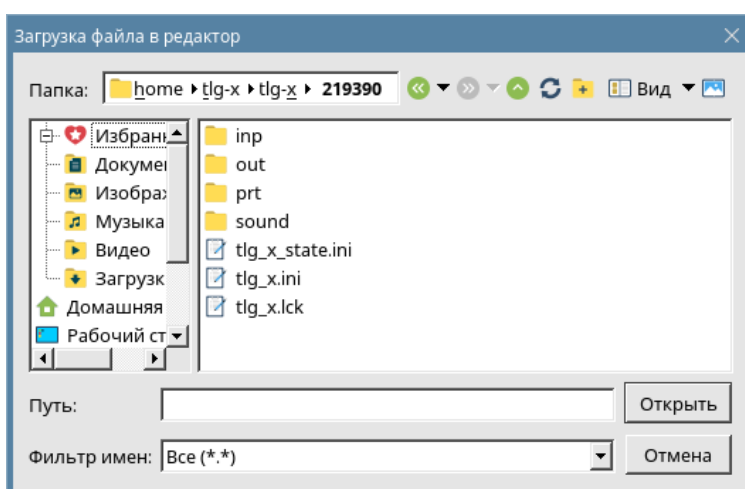 Загрузка файла в редактор
Папка: home tlg-x tlg-x 219390 Вид
Избранн
Докумен
Изображ
Музыка
Видео
Загрузк
Домашняя
Рабочий ст
inp
out
prt
sound
tlg_x_state.ini
tlg_x.ini
tlg_x.lck
Путь:
Открыть
Фильтр имен: Все (*.*)
Отмена